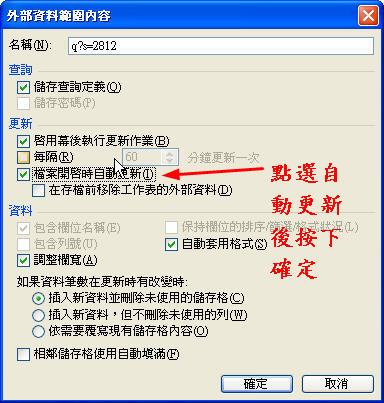 外部資料範圍內容
名稱(N): q?s=2812
查詢
儲存查詢定義(Q)
儲存密碼(P)
更新
啟用幕後執行更新作業(B)
每隔(R) 60 分鐘更新一次
檔案開啟時自動更新(I)
在存檔前移除工作表的外部資料(D)
點選自
動更新
後按下
確定
資料
包含欄位名稱(E) 保持欄位的排序/篩選/格式狀況(L)
包含列號(U) 自動套用格式(S)
調整欄寬(A)
如果資料筆數在更新時有改變時:
插入新資料並刪除未使用的儲存格(C)
插入新資料，但不刪除未使用的列(W)
依需要覆寫現有儲存格內容(O)
相鄰儲存格使用自動填滿(F)
確定 取消